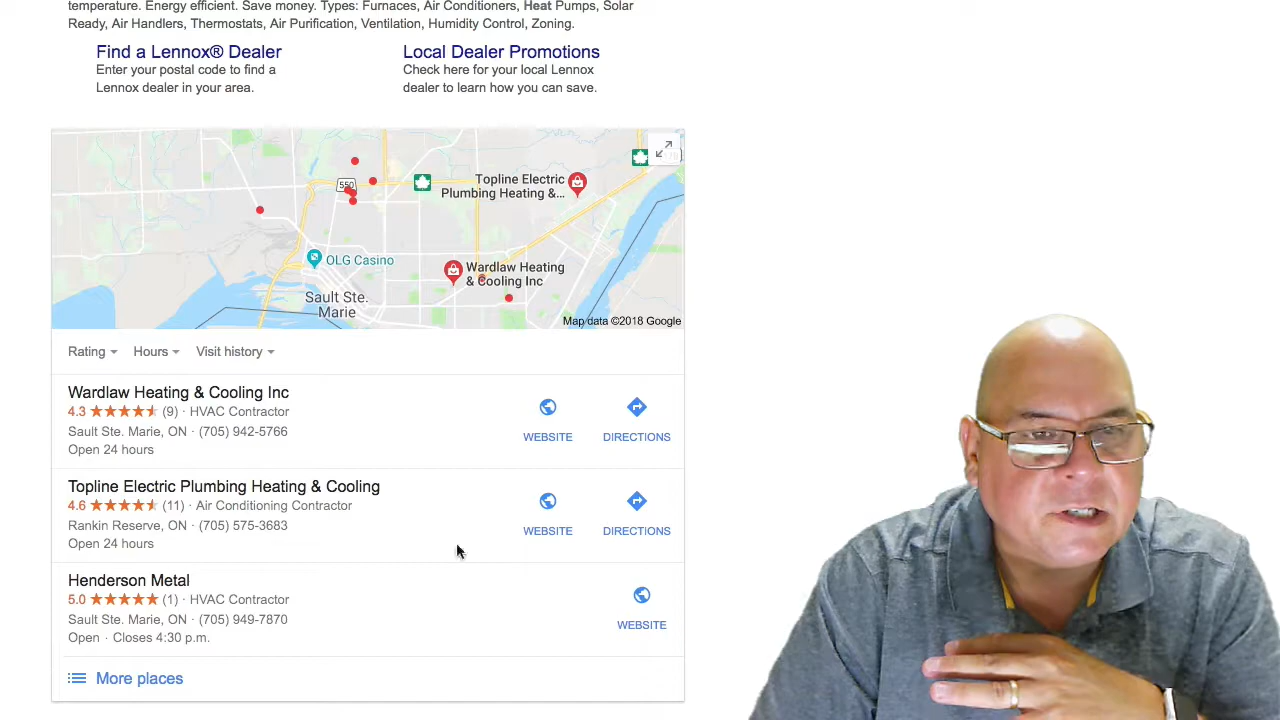 temperature. Energy efficient. Save money. Types: Furnaces, Air Conditioners, Heat Pumps, Solar
Ready, Air Handlers, Thermostats, Air Purification, Ventilation, Humidity Control, Zoning.
Find a Lennox® Dealer
Enter your postal code to find a
Lennox dealer in your area.
Local Dealer Promotions
Check here for your local Lennox
dealer to learn how you can save.
550
Topline Electric
Plumbing Heating &...
OLG Casino
Wardlaw Heating
& Cooling Inc
Sault Ste.
Marie
Map data ©2018 Google
Rating
Hours
Visit history
Wardlaw Heating & Cooling Inc
4.3 (9) · HVAC Contractor
Sault Ste. Marie, ON · (705) 942-5766
Open 24 hours
WEBSITE
DIRECTIONS
Topline Electric Plumbing Heating & Cooling
4.6 (11) · Air Conditioning Contractor
Rankin Reserve, ON · (705) 575-3683
Open 24 hours
WEBSITE
DIRECTIONS
Henderson Metal
5.0 (1) · HVAC Contractor
Sault Ste. Marie, ON · (705) 949-7870
Open · Closes 4:30 p.m.
WEBSITE
More places